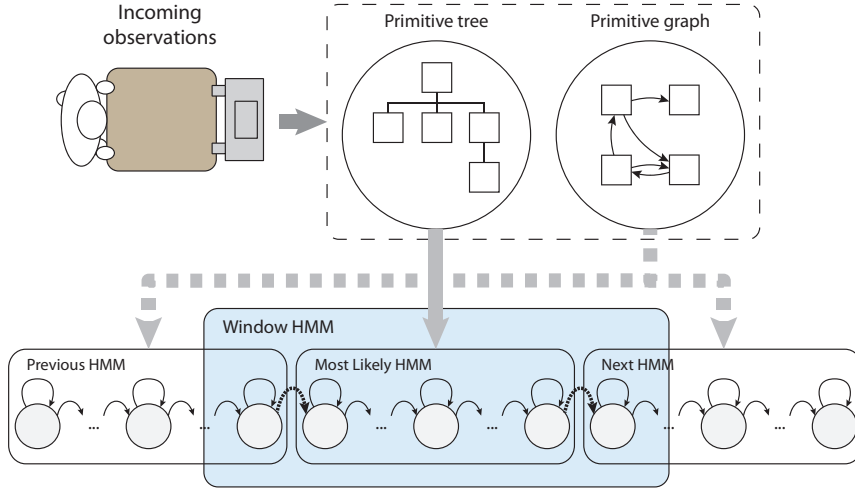 Incoming
observations
Primitive tree
Primitive graph
Window HMM
Previous HMM
Most Likely HMM
Next HMM
...
...
...
...
...
...